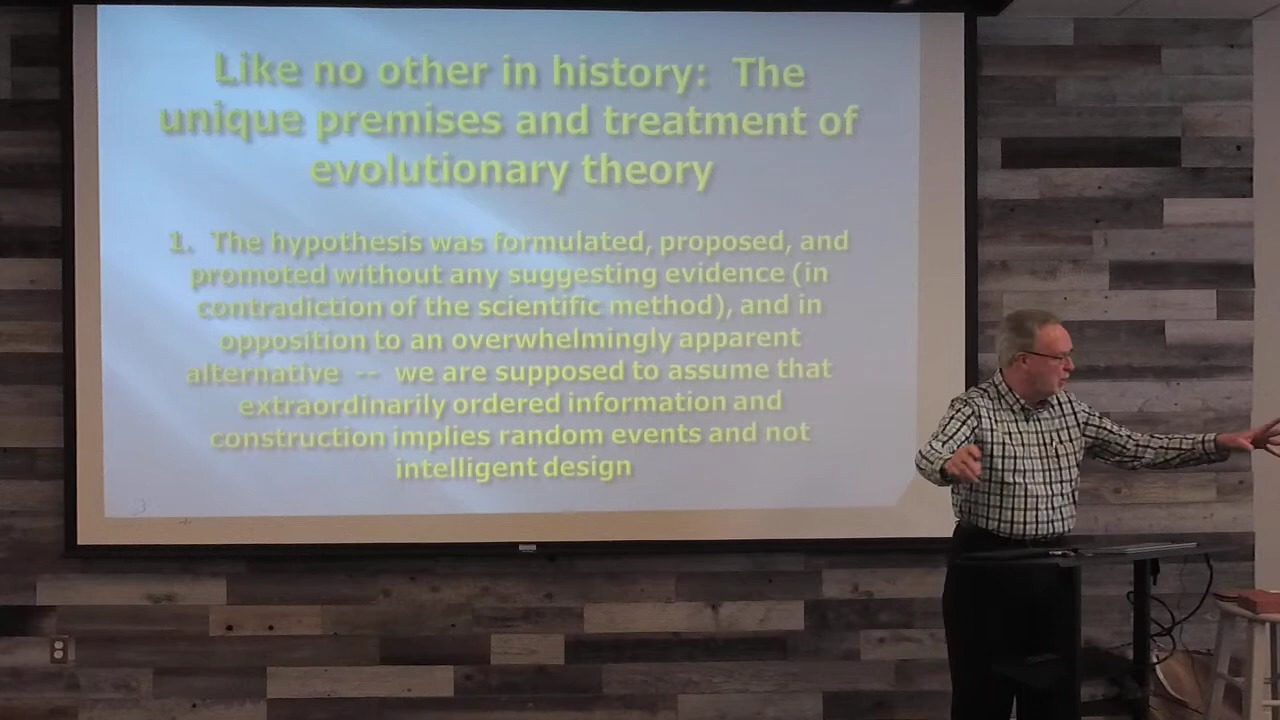 Like no other in history:  The
unique premises and treatment of
evolutionary theory
1.  The hypothesis was formulated, proposed, and
promoted without any suggesting evidence (in
contradiction of the scientific method), and in
opposition to an overwhelmingly apparent
alternative  --  we are supposed to assume that
extraordinarily ordered information and
construction implies random events and not
intelligent design